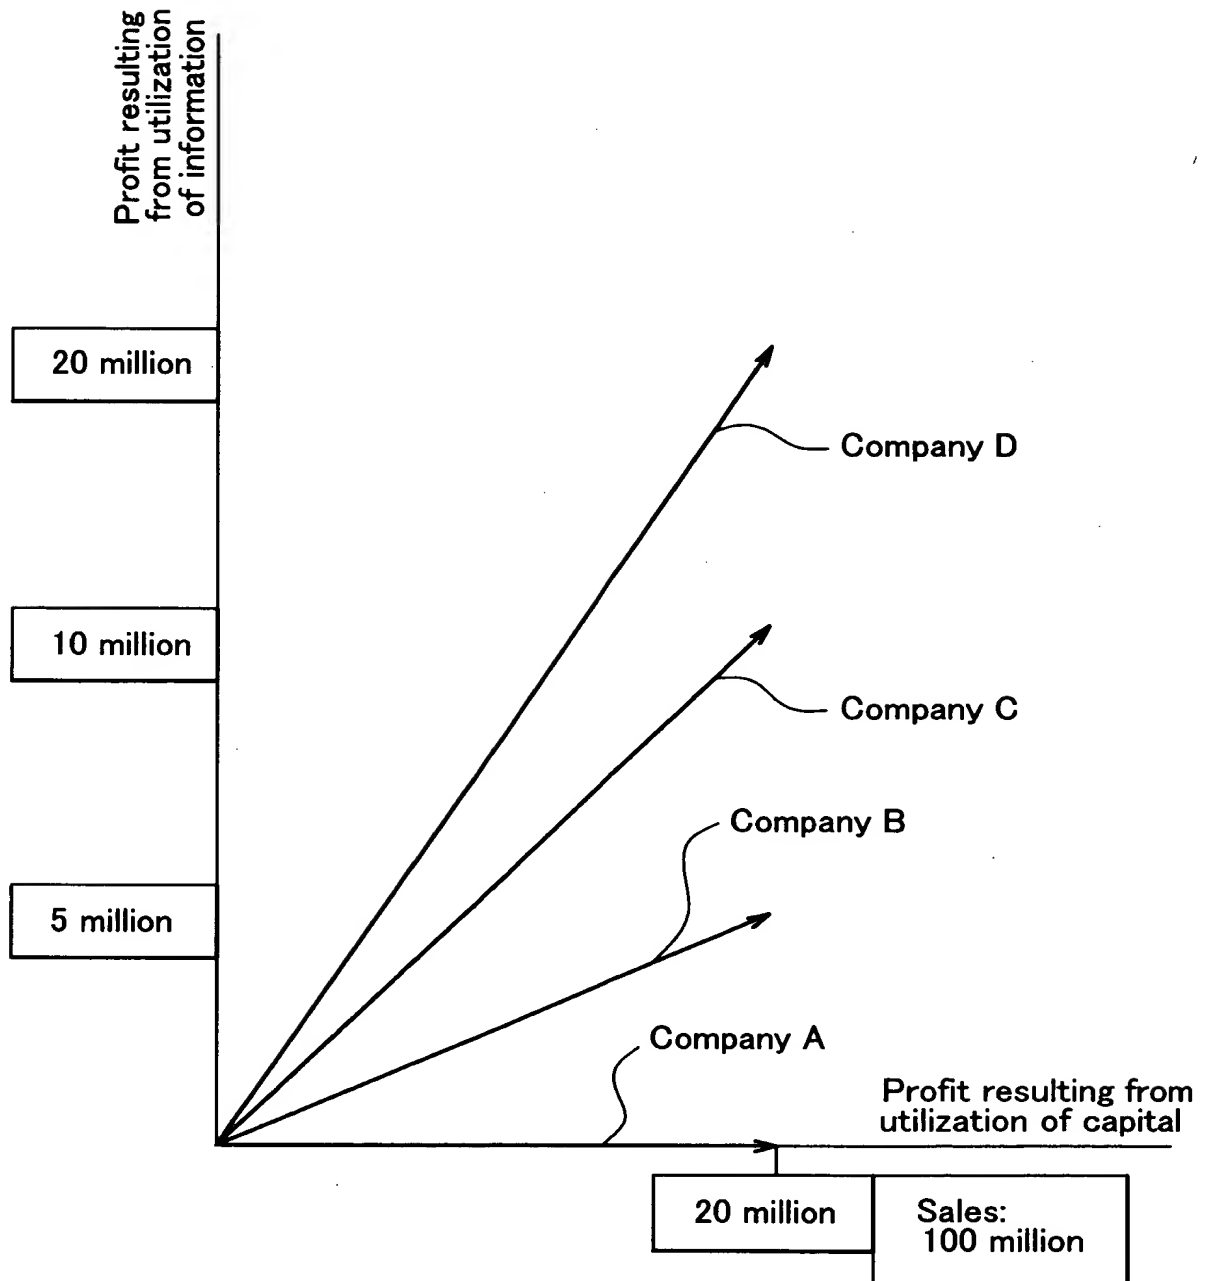 Profit resulting
from utilization
of information
20 million
Company D
10 million
Company C
Company B
5 million
Company A
Profit resulting from
utilization of capital
20 million
Sales:
100 million